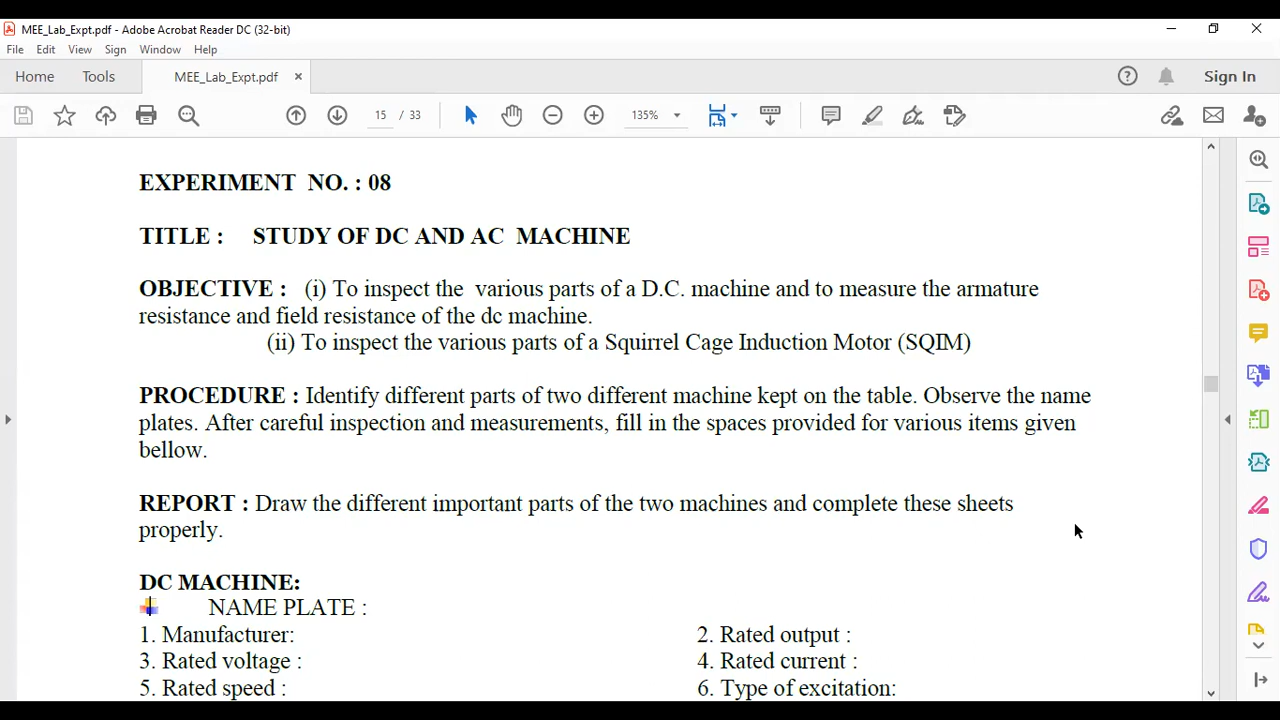 MEE_Lab_Expt.pdf - Adobe Acrobat Reader DC (32-bit)
File Edit View Sign Window Help
Home Tools MEE_Lab_Expt.pdf × Sign In
15 / 33 135%
EXPERIMENT NO. : 08
TITLE : STUDY OF DC AND AC MACHINE
OBJECTIVE : (i) To inspect the various parts of a D.C. machine and to measure the armature
resistance and field resistance of the dc machine.
(ii) To inspect the various parts of a Squirrel Cage Induction Motor (SQIM)
PROCEDURE : Identify different parts of two different machine kept on the table. Observe the name
plates. After careful inspection and measurements, fill in the spaces provided for various items given
bellow.
REPORT : Draw the different important parts of the two machines and complete these sheets
properly.
DC MACHINE:
NAME PLATE :
1. Manufacturer: 2. Rated output :
3. Rated voltage : 4. Rated current :
5. Rated speed : 6. Type of excitation: